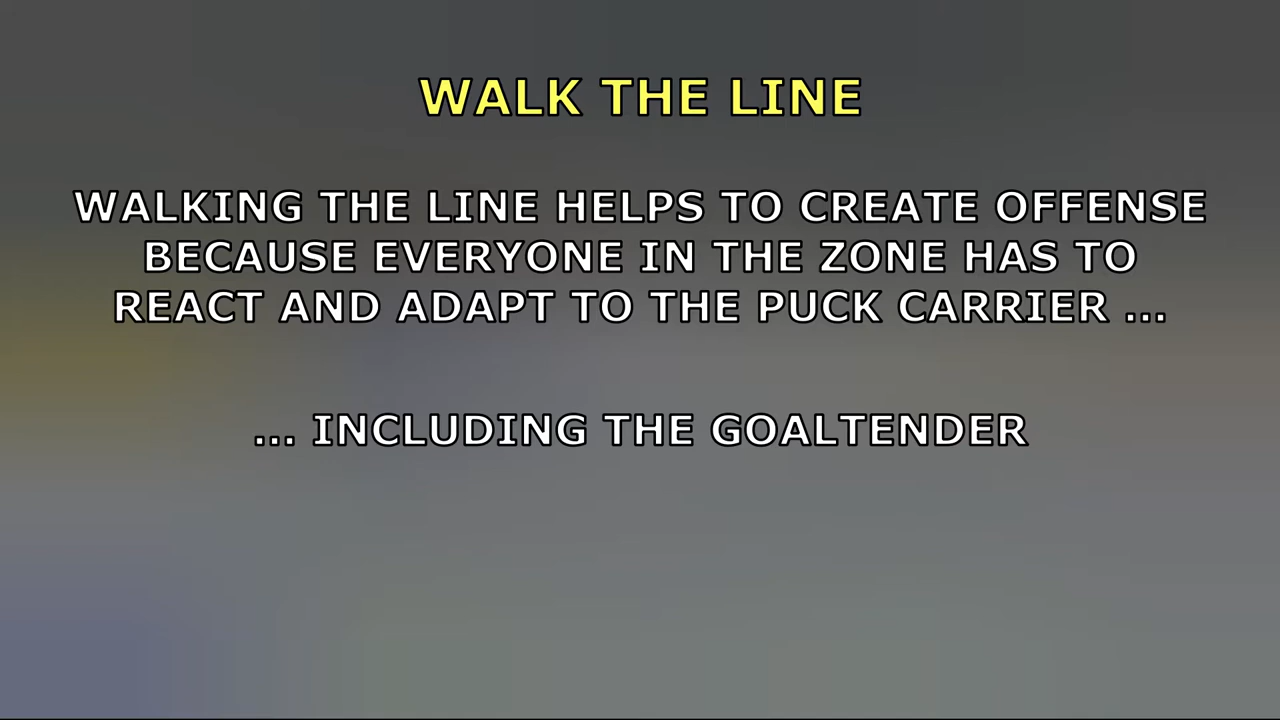 WALK THE LINE
WALKING THE LINE HELPS TO CREATE OFFENSE
BECAUSE EVERYONE IN THE ZONE HAS TO
REACT AND ADAPT TO THE PUCK CARRIER ...
... INCLUDING THE GOALTENDER